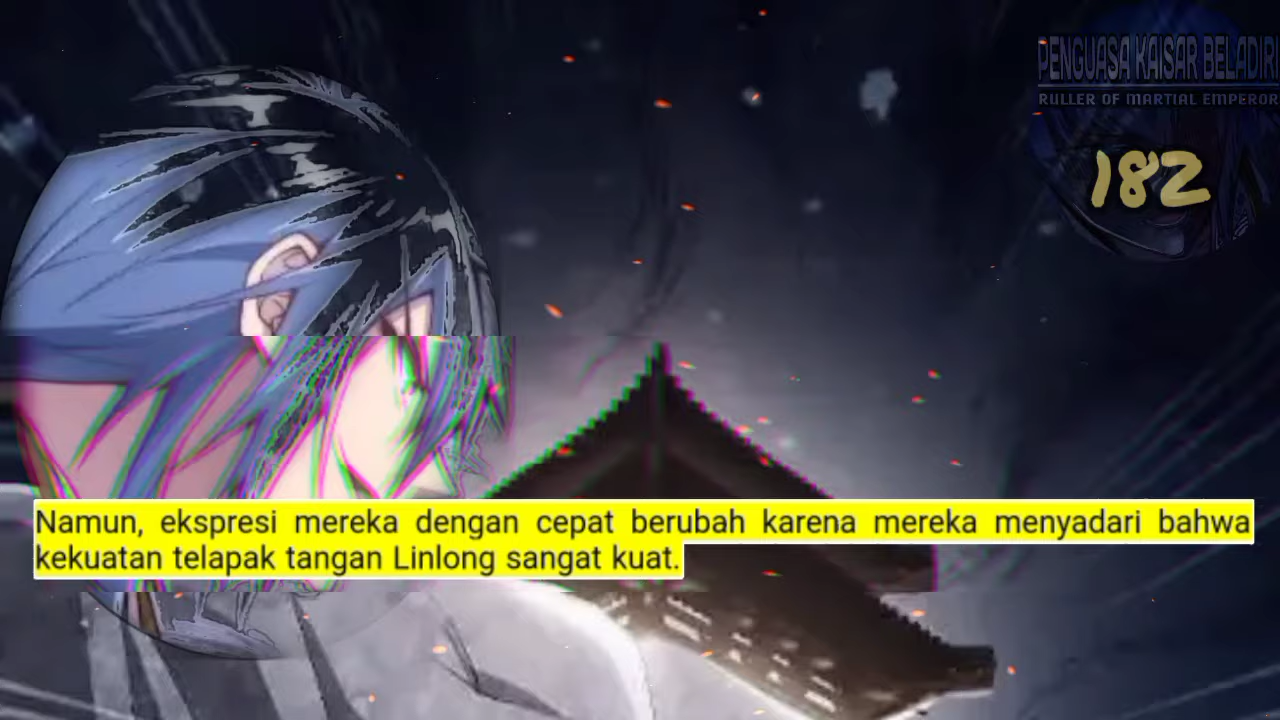 PENGUASA KAISAR BELADIRI
RULLER OF MARTIAL EMPEROR
182
Namun, ekspresi mereka dengan cepat berubah karena mereka menyadari bahwa
kekuatan telapak tangan Linlong sangat kuat.